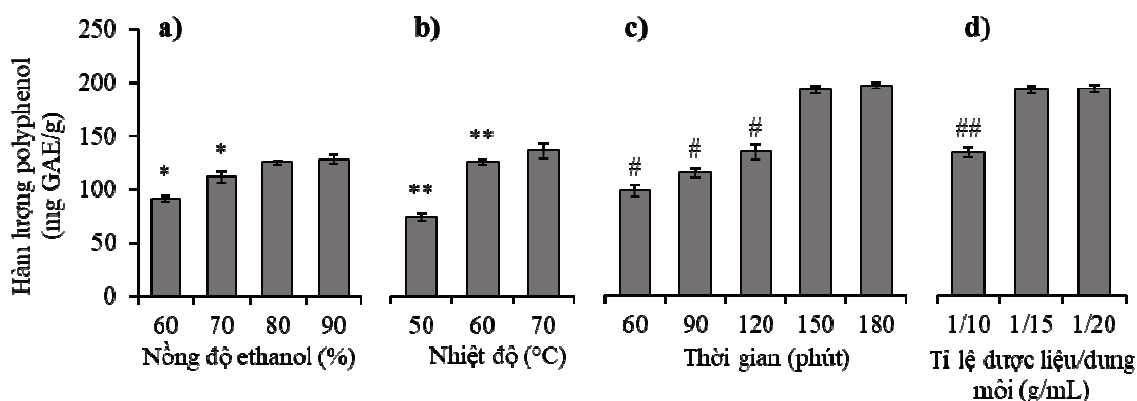 Hàm lượng polyphenol
(mg GAE/g)
250
200
150
100
50
0
a)
*
*
60 70 80 90
Nồng độ ethanol (%)
b)
**
**
50 60 70
Nhiệt độ (°C)
c)
#
#
#
60 90 120 150 180
Thời gian (phút)
d)
##
1/10 1/15 1/20
Tỉ lệ dược liệu/dung
môi (g/mL)